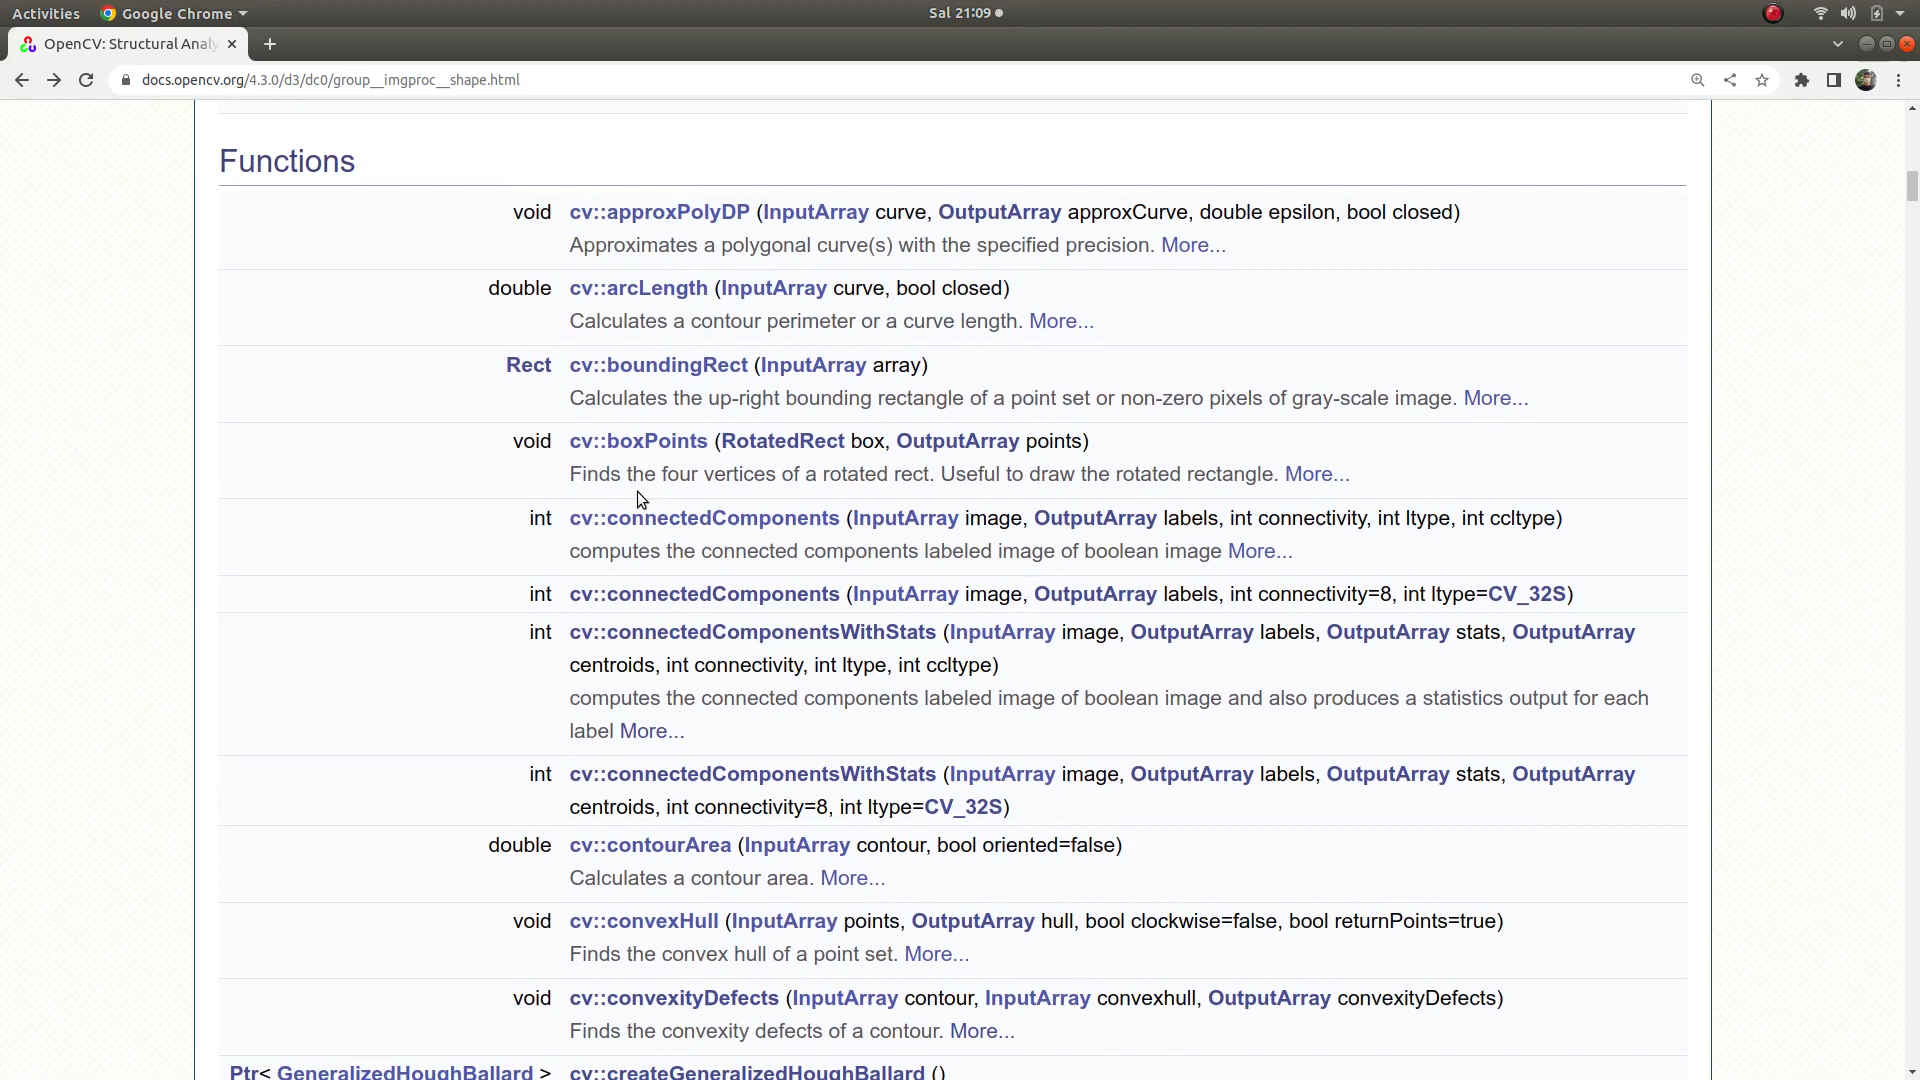 Activities
Google Chrome
Sal 21:09
OpenCV: Structural Analy
docs.opencv.org/4.3.0/d3/dc0/group__imgproc__shape.html
Functions
void cv::approxPolyDP (InputArray curve, OutputArray approxCurve, double epsilon, bool closed)
Approximates a polygonal curve(s) with the specified precision. More...
double cv::arcLength (InputArray curve, bool closed)
Calculates a contour perimeter or a curve length. More...
Rect cv::boundingRect (InputArray array)
Calculates the up-right bounding rectangle of a point set or non-zero pixels of gray-scale image. More...
void cv::boxPoints (RotatedRect box, OutputArray points)
Finds the four vertices of a rotated rect. Useful to draw the rotated rectangle. More...
int cv::connectedComponents (InputArray image, OutputArray labels, int connectivity, int ltype, int ccltype)
computes the connected components labeled image of boolean image More...
int cv::connectedComponents (InputArray image, OutputArray labels, int connectivity=8, int ltype=CV_32S)
int cv::connectedComponentsWithStats (InputArray image, OutputArray labels, OutputArray stats, OutputArray
centroids, int connectivity, int ltype, int ccltype)
computes the connected components labeled image of boolean image and also produces a statistics output for each
label More...
int cv::connectedComponentsWithStats (InputArray image, OutputArray labels, OutputArray stats, OutputArray
centroids, int connectivity=8, int ltype=CV_32S)
double cv::contourArea (InputArray contour, bool oriented=false)
Calculates a contour area. More...
void cv::convexHull (InputArray points, OutputArray hull, bool clockwise=false, bool returnPoints=true)
Finds the convex hull of a point set. More...
void cv::convexityDefects (InputArray contour, InputArray convexhull, OutputArray convexityDefects)
Finds the convexity defects of a contour. More...
Ptr< GeneralizedHoughBallard > cv::createGeneralizedHoughBallard ()